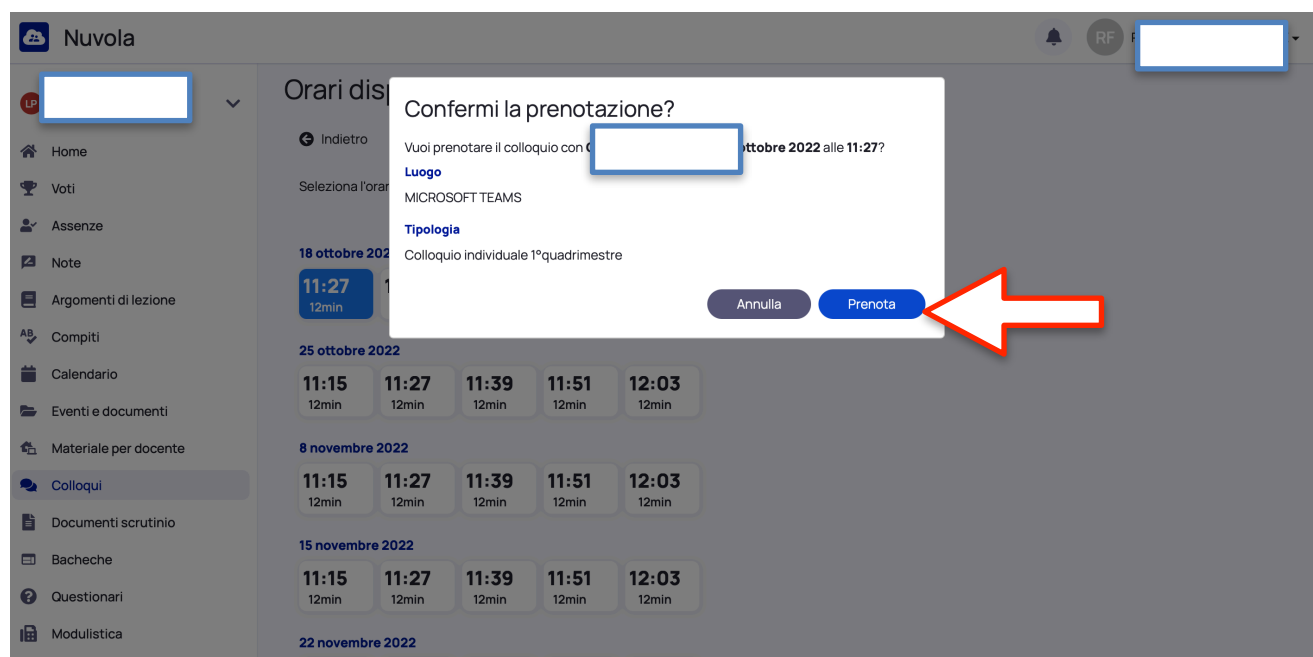 Nuvola
RF
LP
Orari
Indietro
Seleziona
Home
Voti
Assenze
Note
Argomenti di lezione
Compiti
Calendario
Eventi e documenti
Materiale per docente
Colloqui
Documenti scrutinio
Bacheche
Questionari
Modulistica
Confermi la prenotazione?
Vuoi prenotare il colloquio con ottobre 2022 alle 11:27?
Luogo
MICROSOFT TEAMS
Tipologia
Colloquio individuale 1°quadrimestre
Annulla Prenota
18 ottobre
11:27
12min
25 ottobre 2022
11:15 11:27 11:39 11:51 12:03
12min 12min 12min 12min 12min
8 novembre 2022
11:15 11:27 11:39 11:51 12:03
12min 12min 12min 12min 12min
15 novembre 2022
11:15 11:27 11:39 11:51 12:03
12min 12min 12min 12min 12min
22 novembre 2022